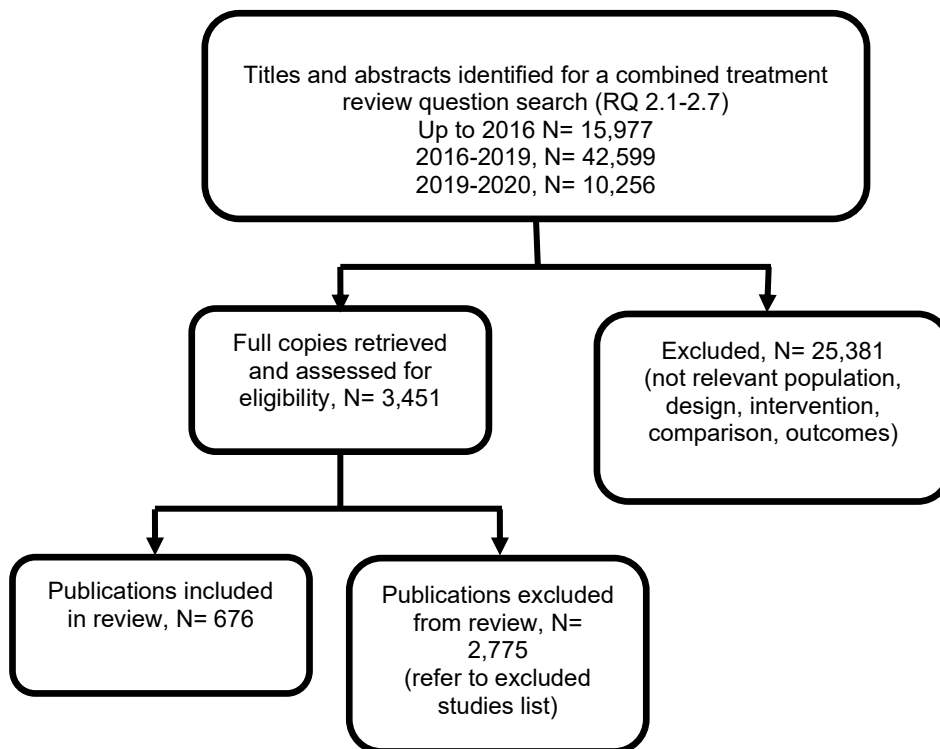 Titles and abstracts identified for a combined treatment
review question search (RQ 2.1-2.7)
Up to 2016 N= 15,977
2016-2019, N= 42,599
2019-2020, N= 10,256
Full copies retrieved
and assessed for
eligibility, N= 3,451
Excluded, N= 25,381
(not relevant population,
design, intervention,
comparison, outcomes)
Publications included
in review, N= 676
Publications excluded
from review, N=
2,775
(refer to excluded
studies list)